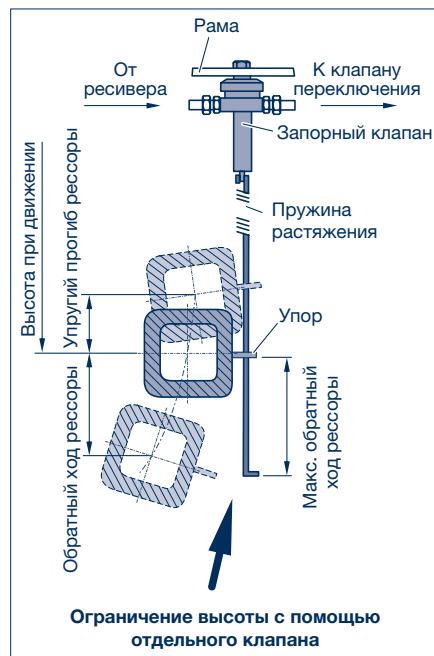 Рама
От
ресивера
К клапану
переключения
Запорный клапан
Пружина
растяжения
Высота при движении
Упругий прогиб рессоры
Упор
Обратный ход рессоры
Макс. обратный
ход рессоры
Ограничение высоты с помощью
отдельного клапана